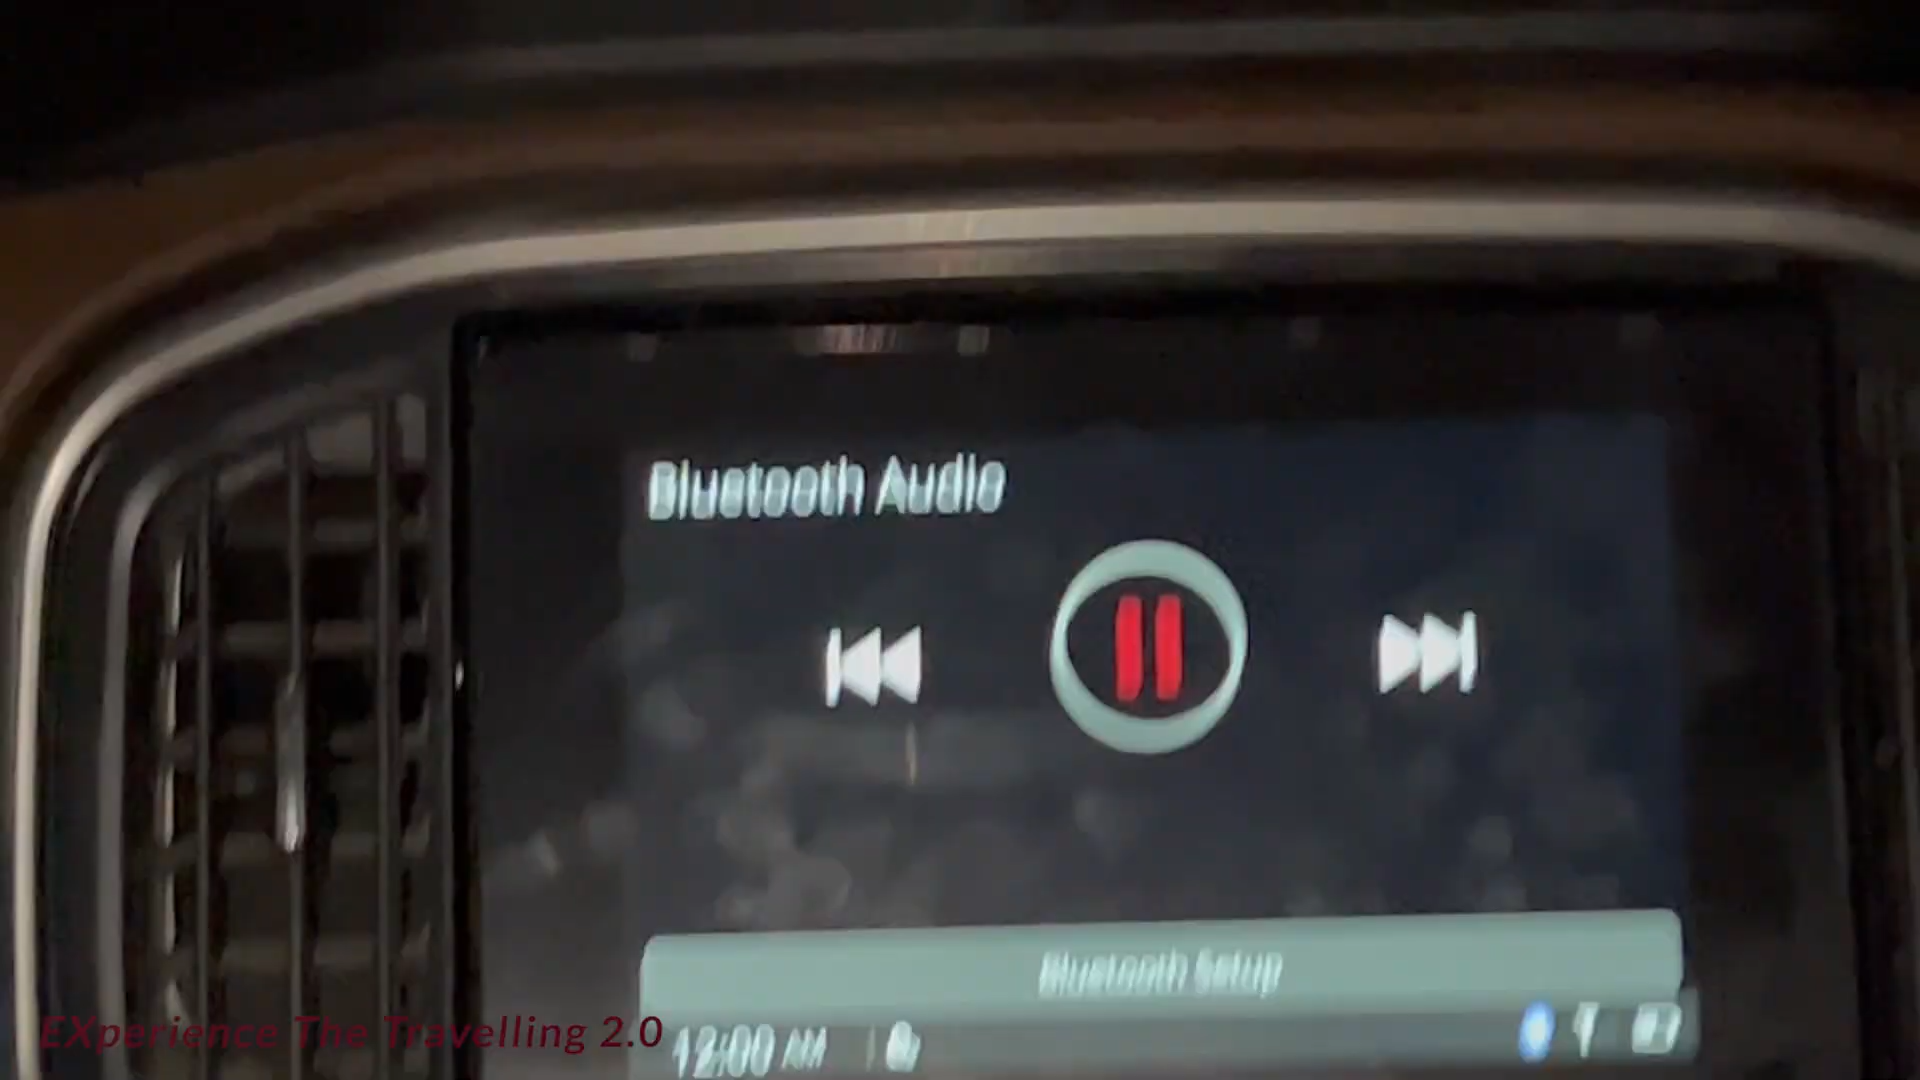 Bluetooth Audio
Bluetooth Setup
12:00 AM
EXperience The Travelling 2.0